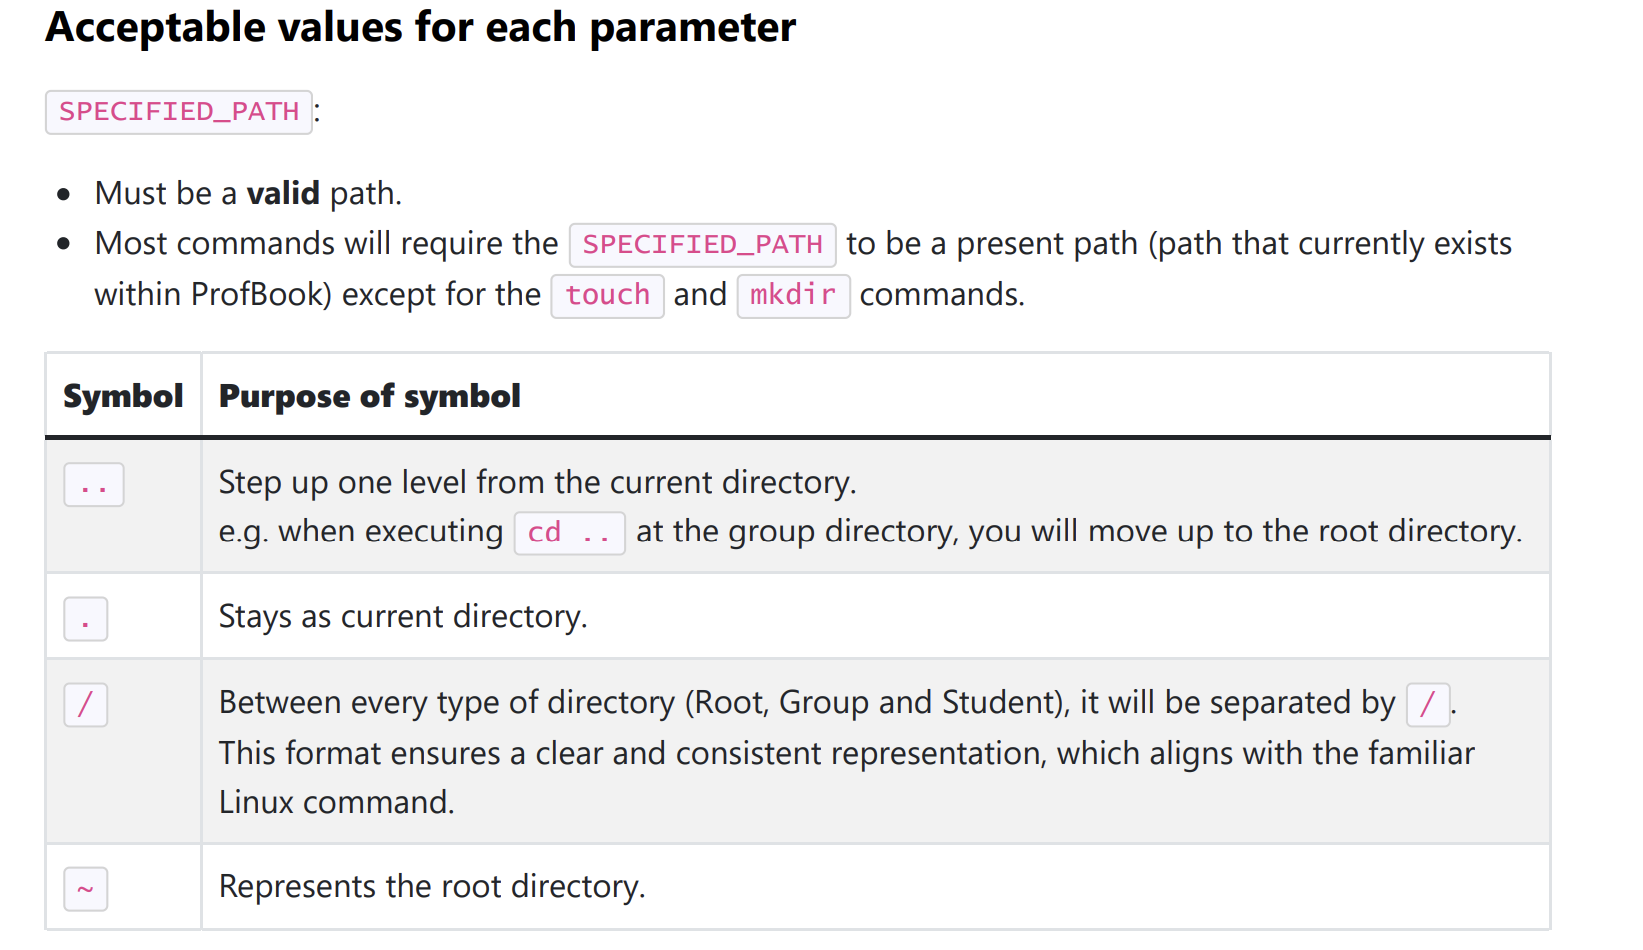 Acceptable values for each parameter
SPECIFIED_PATH:
• Must be a valid path.
• Most commands will require the SPECIFIED_PATH to be a present path (path that currently exists
within ProfBook) except for the touch and mkdir commands.
Symbol Purpose of symbol
.. Step up one level from the current directory.
e.g. when executing cd .. at the group directory, you will move up to the root directory.
. Stays as current directory.
/ Between every type of directory (Root, Group and Student), it will be separated by /.
This format ensures a clear and consistent representation, which aligns with the familiar
Linux command.
~ Represents the root directory.